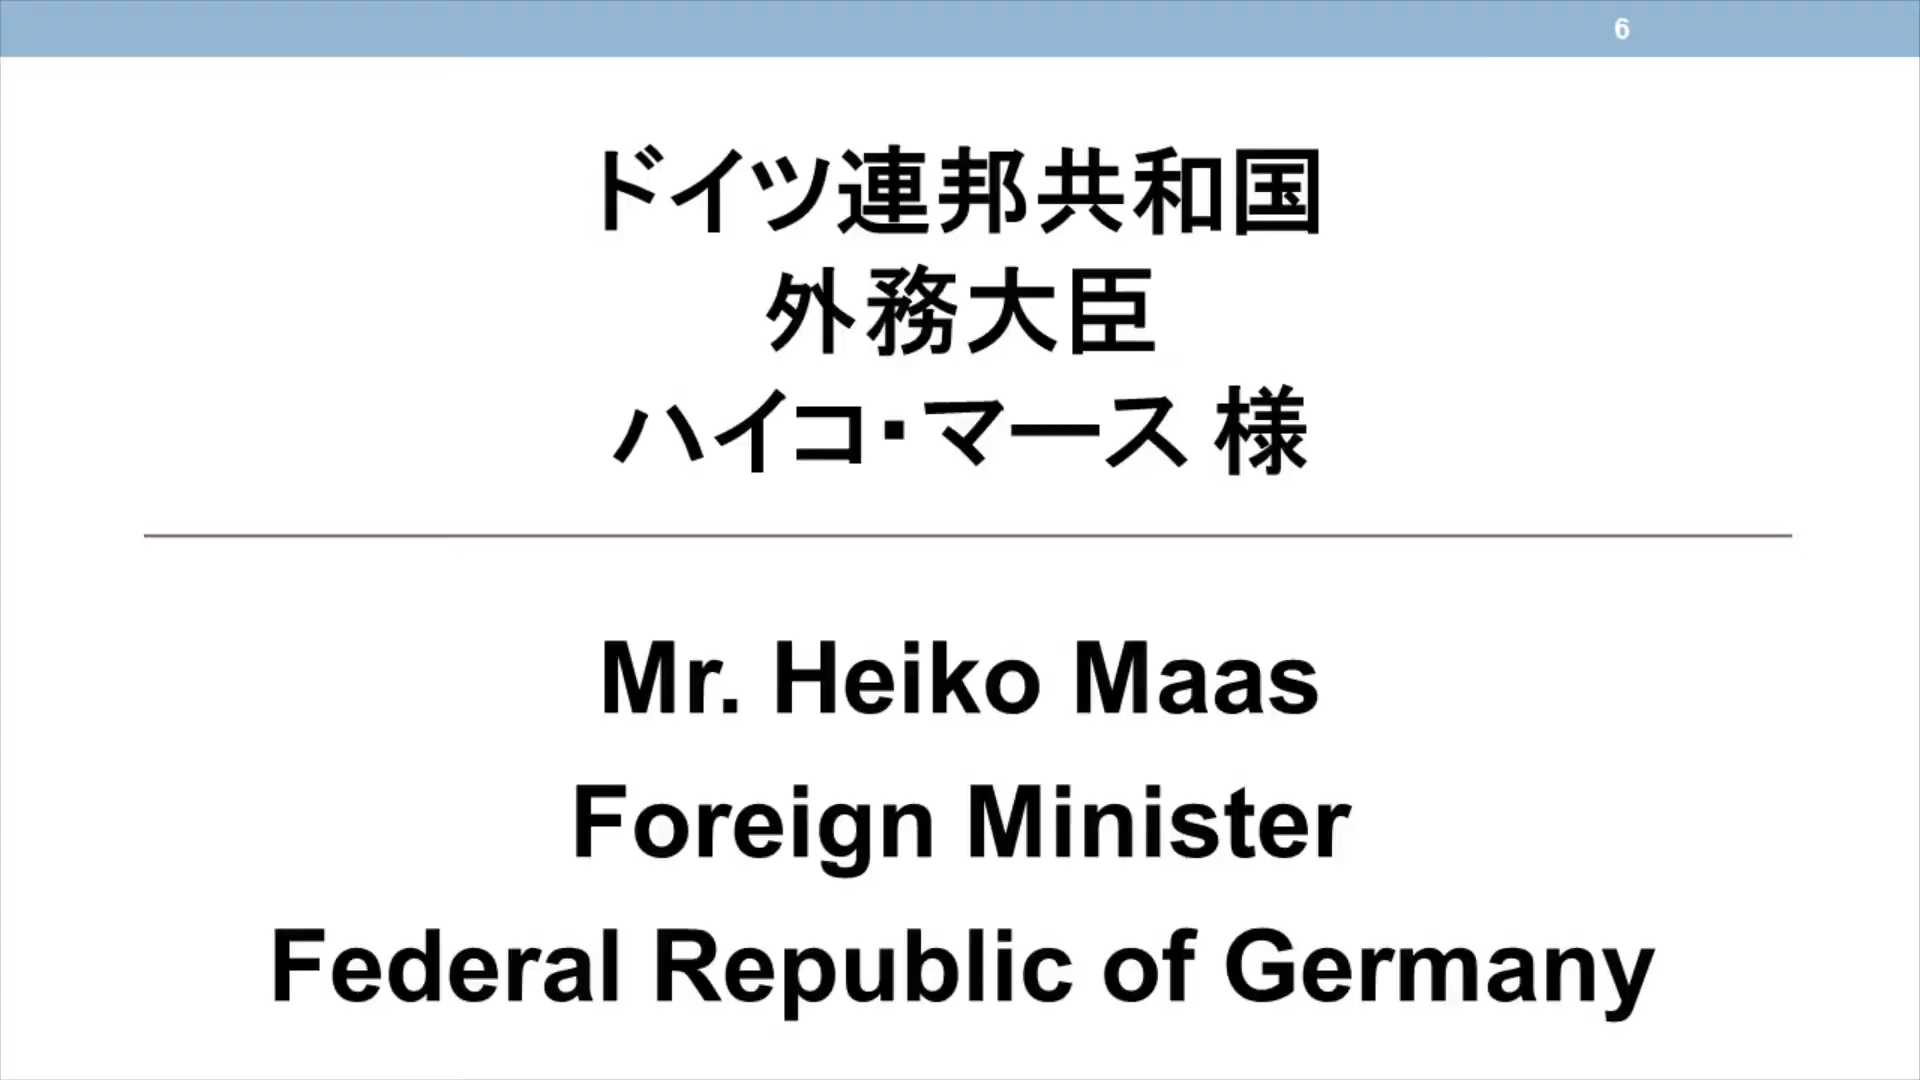 6
ドイツ連邦共和国
外務大臣
ハイコ・マース 様
Mr. Heiko Maas
Foreign Minister
Federal Republic of Germany